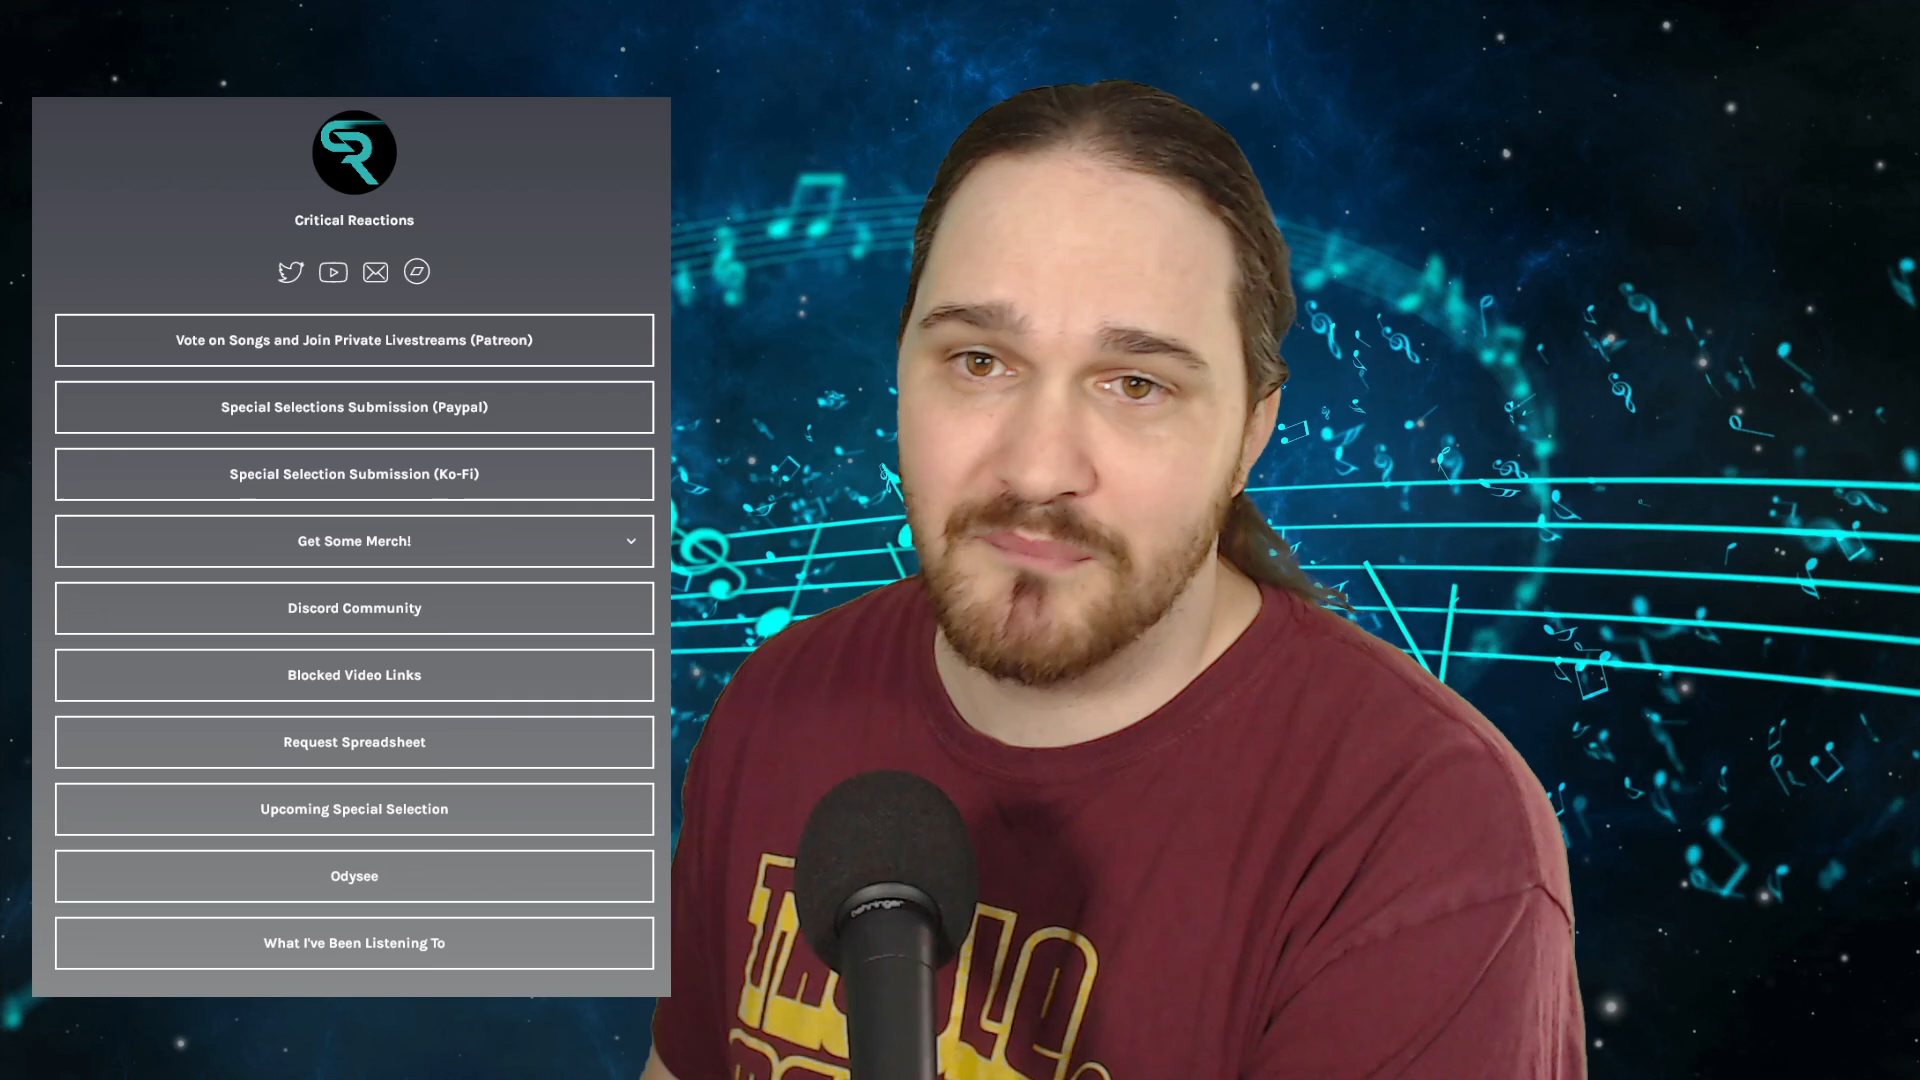 Critical Reactions
Vote on Songs and Join Private Livestreams (Patreon)
Special Selections Submission (Paypal)
Special Selection Submission (Ko-Fi)
Get Some Merch!
Discord Community
Blocked Video Links
Request Spreadsheet
Upcoming Special Selection
Odysee
What I've Been Listening To
behringer